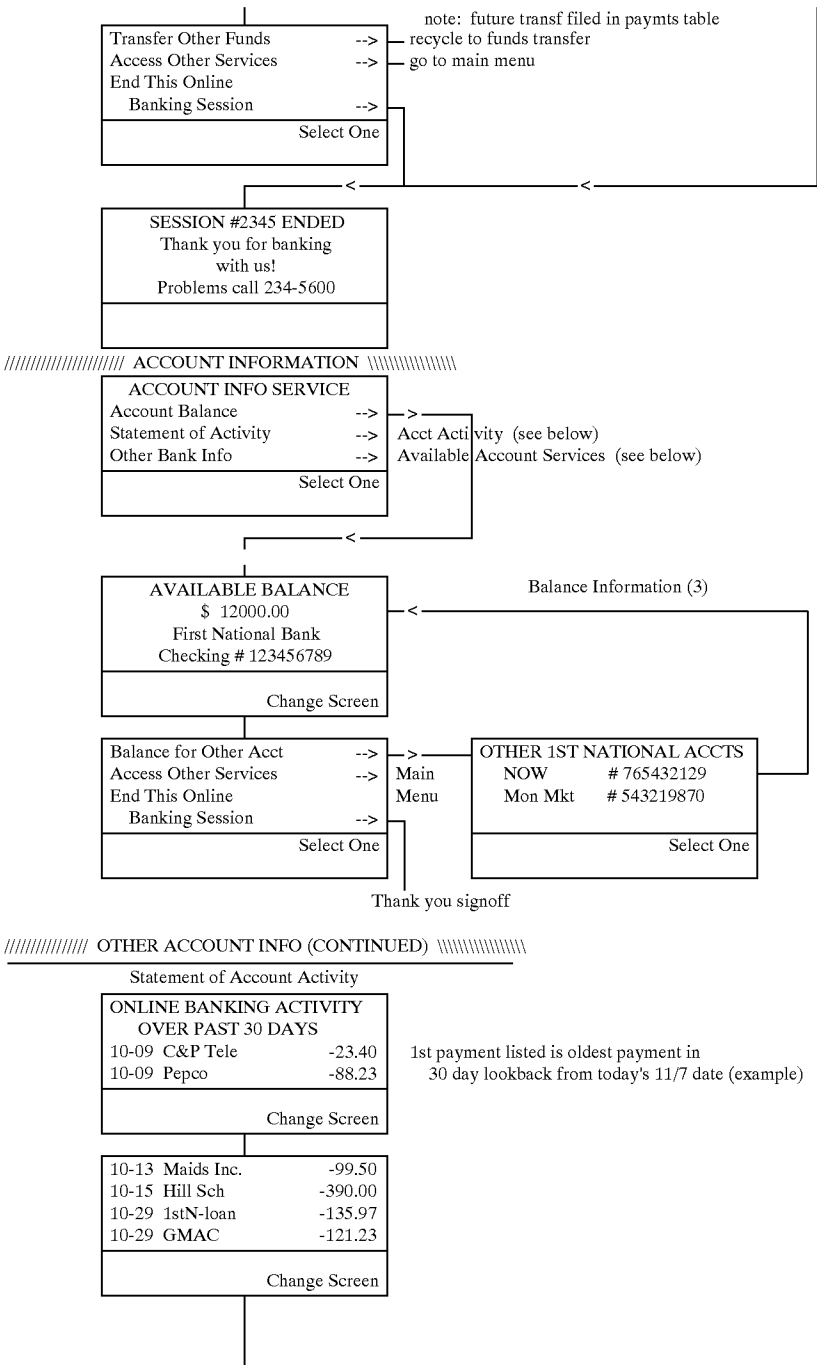 note: future transf filed in paymts table
Transfer Other Funds --> recycle to funds transfer
Access Other Services --> go to main menu
End This Online
Banking Session -->
Select One
< <
SESSION #2345 ENDED
Thank you for banking
with us!
Problems call 234-5600
/////////////////////// ACCOUNT INFORMATION \\\\\\\\\\\\\\\\\
ACCOUNT INFO SERVICE
Account Balance --> >
Statement of Activity --> Acct Activity (see below)
Other Bank Info --> Available Account Services (see below)
Select One
<
AVAILABLE BALANCE
Balance Information (3)
$ 12000.00 <
First National Bank
Checking # 123456789
Change Screen
Balance for Other Acct --> > OTHER 1ST NATIONAL ACCTS
Access Other Services --> Main NOW # 765432129
End This Online Menu Mon Mkt # 543219870
Banking Session -->
Select One Select One
Thank you signoff
//////////////// OTHER ACCOUNT INFO (CONTINUED) \\\\\\\\\\\\\\\\\
Statement of Account Activity
ONLINE BANKING ACTIVITY
OVER PAST 30 DAYS
10-09 C&P Tele -23.40 1st payment listed is oldest payment in
10-09 Pepco -88.23 30 day lookback from today's 11/7 date (example)
Change Screen
10-13 Maids Inc. -99.50
10-15 Hill Sch -390.00
10-29 1stN-loan -135.97
10-29 GMAC -121.23
Change Screen